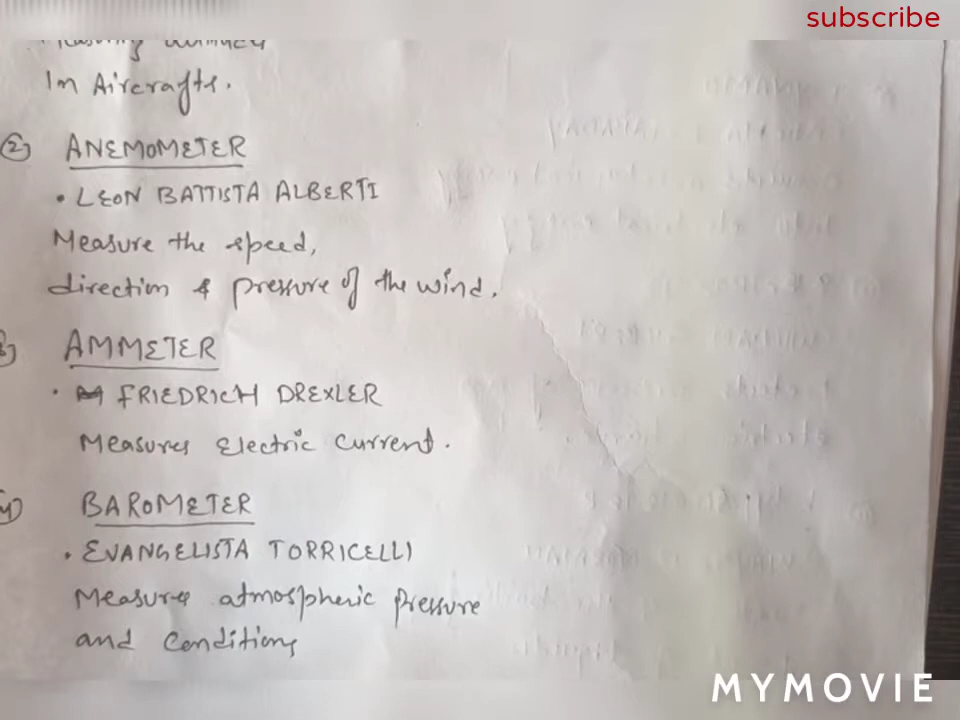 subscribe
In Aircrafts.
2) ANEMOMETER
• LEON BATTISTA ALBERTI
Measure the speed,
direction & pressure of the wind.
AMMETER
• FRIEDRICH DREXLER
Measures Electric Current.
BAROMETER
• EVANGELISTA TORRICELLI
Measures atmospheric pressure
and Conditions
MYMOVIE